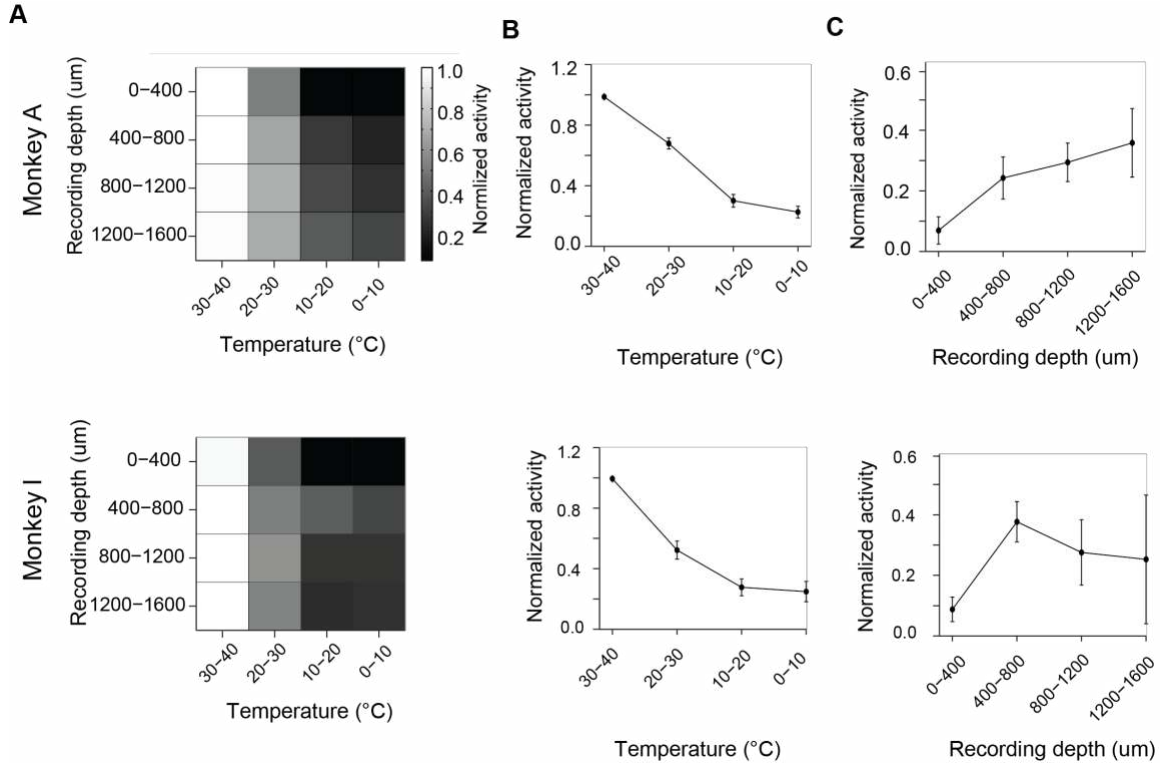 A
B
C
Monkey A
Recording depth (um)
0−400
400−800
800−1200
1200−1600
30−40
20−30
10−20
0−10
Temperature (°C)
1.0
0.8
0.6
0.4
0.2
Normlized activity
Normalized activity
1.2
0.8
0.4
0.0
30−40
20−30
10−20
0−10
Temperature (°C)
Normalized activity
0.6
0.4
0.2
0.0
0−400
400−800
800−1200
1200−1600
Recording depth (um)
Monkey I
Recording depth (um)
0−400
400−800
800−1200
1200−1600
30−40
20−30
10−20
0−10
Temperature (°C)
Normalized activity
1.2
0.8
0.4
0.0
30−40
20−30
10−20
0−10
Temperature (°C)
Normalized activity
0.6
0.4
0.2
0.0
0−400
400−800
800−1200
1200−1600
Recording depth (um)